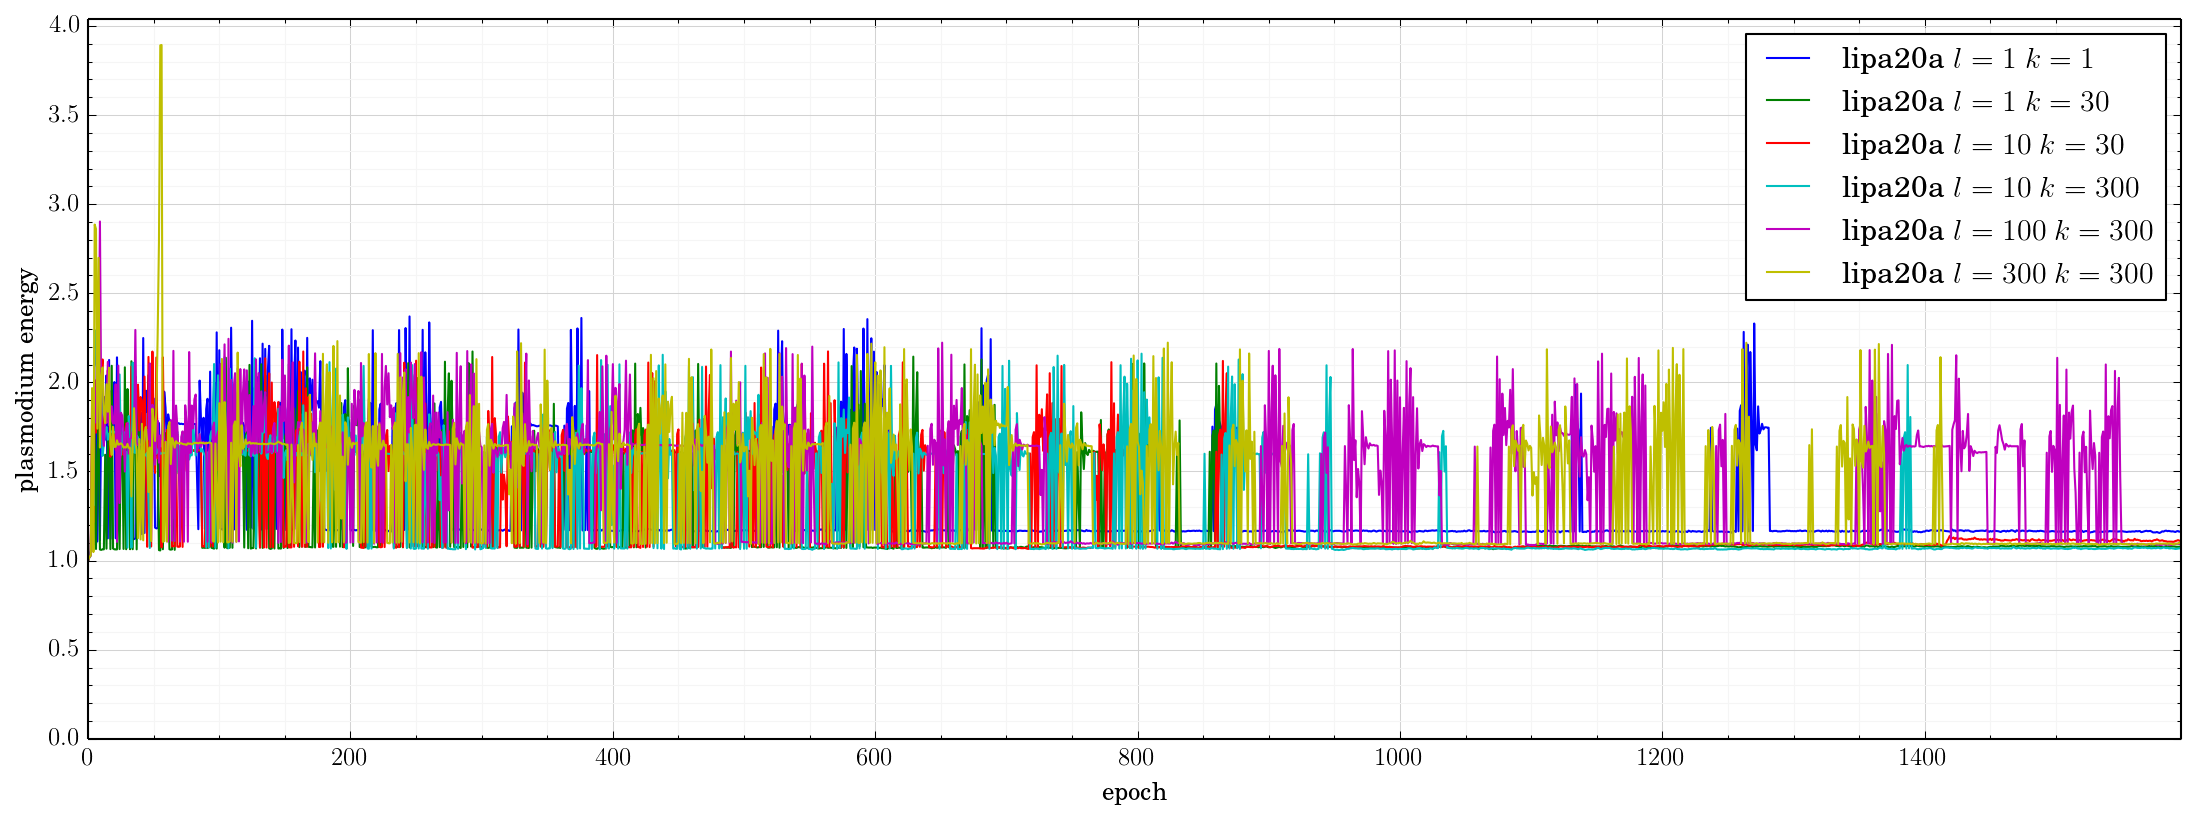 4.0
3.5
3.0
2.5
2.0
1.5
1.0
0.5
0.0
plasmodium energy
0 200 400 600 800 1000 1200 1400
epoch
lipa20a l = 1 k = 1
lipa20a l = 1 k = 30
lipa20a l = 10 k = 30
lipa20a l = 10 k = 300
lipa20a l = 100 k = 300
lipa20a l = 300 k = 300